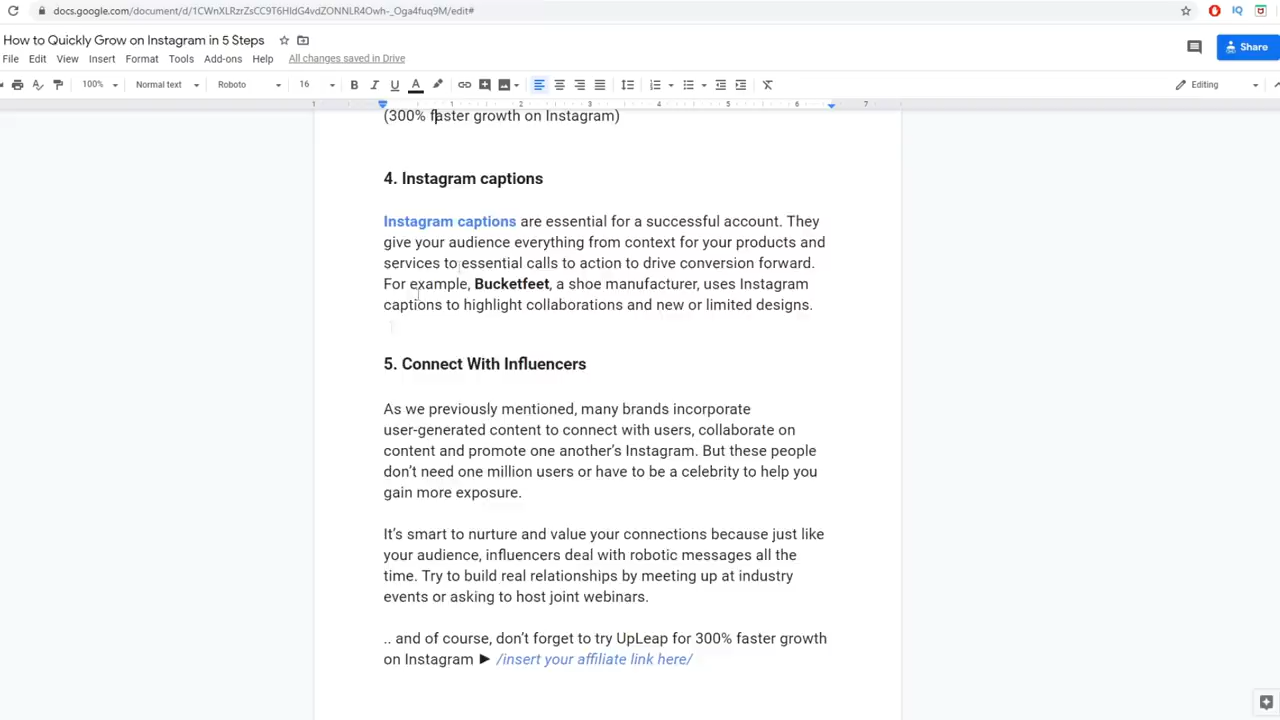 docs.google.com/document/d/1CWnXLRzrZsCC9T6HldG4vdZONNLR4Owh-_Oga4fuq9M/edit#
How to Quickly Grow on Instagram in 5 Steps
File Edit View Insert Format Tools Add-ons Help All changes saved in Drive
Share
100% Normal text Roboto 16 Editing
1 1 2 3 4 5 6 7
(300% faster growth on Instagram)
4. Instagram captions
Instagram captions are essential for a successful account. They
give your audience everything from context for your products and
services to essential calls to action to drive conversion forward.
For example, Bucketfeet, a shoe manufacturer, uses Instagram
captions to highlight collaborations and new or limited designs.
5. Connect With Influencers
As we previously mentioned, many brands incorporate
user-generated content to connect with users, collaborate on
content and promote one another’s Instagram. But these people
don’t need one million users or have to be a celebrity to help you
gain more exposure.
It’s smart to nurture and value your connections because just like
your audience, influencers deal with robotic messages all the
time. Try to build real relationships by meeting up at industry
events or asking to host joint webinars.
.. and of course, don’t forget to try UpLeap for 300% faster growth
on Instagram ► /insert your affiliate link here/